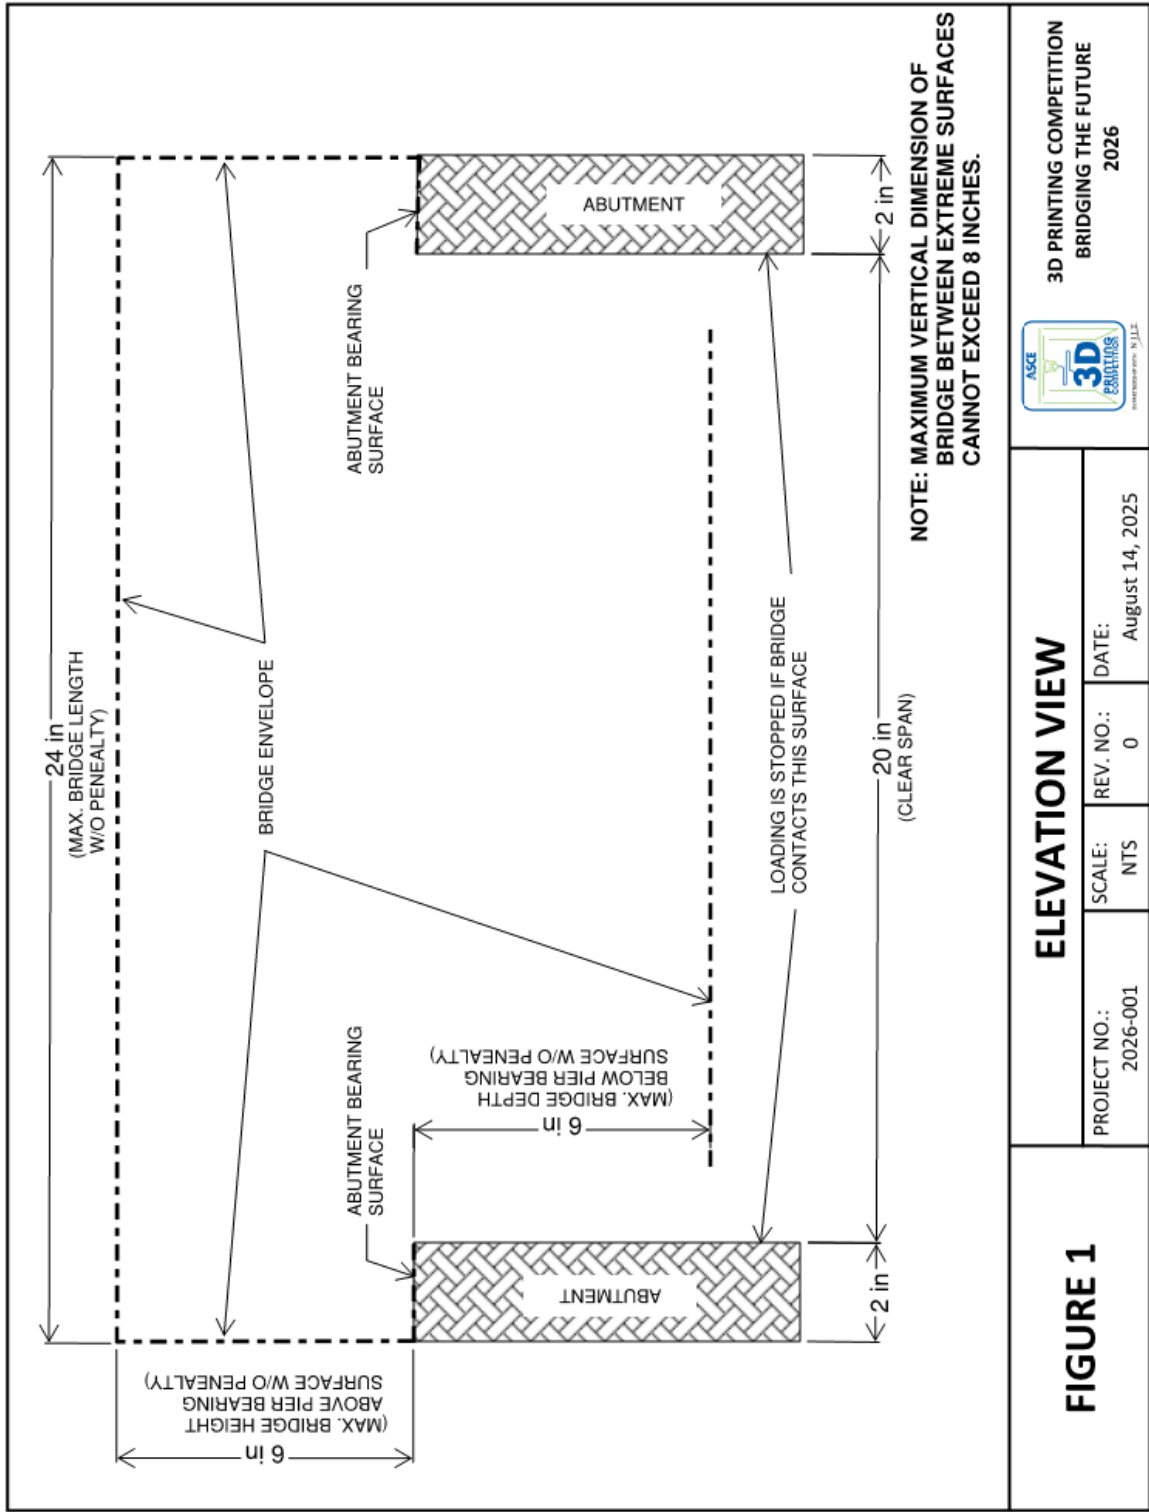 24 in
(MAX. BRIDGE LENGTH
W/O PENEALTY)
6 in
(MAX. BRIDGE HEIGHT
ABOVE PIER BEARING
SURFACE W/O PENEALTY)
BRIDGE ENVELOPE
ABUTMENT BEARING
SURFACE
ABUTMENT BEARING
SURFACE
6 in
(MAX. BRIDGE DEPTH
BELOW PIER BEARING
SURFACE W/O PENEALTY)
ABUTMENT
ABUTMENT
LOADING IS STOPPED IF BRIDGE
CONTACTS THIS SURFACE
2 in
20 in
(CLEAR SPAN)
2 in
NOTE: MAXIMUM VERTICAL DIMENSION OF
BRIDGE BETWEEN EXTREME SURFACES
CANNOT EXCEED 8 INCHES.
FIGURE 1
ELEVATION VIEW
PROJECT NO.:
2026-001
SCALE:
NTS
REV. NO.:
0
DATE:
August 14, 2025
ASCE
3D
PRINTING
COMPETITION
3D PRINTING COMPETITION
BRIDGING THE FUTURE
2026